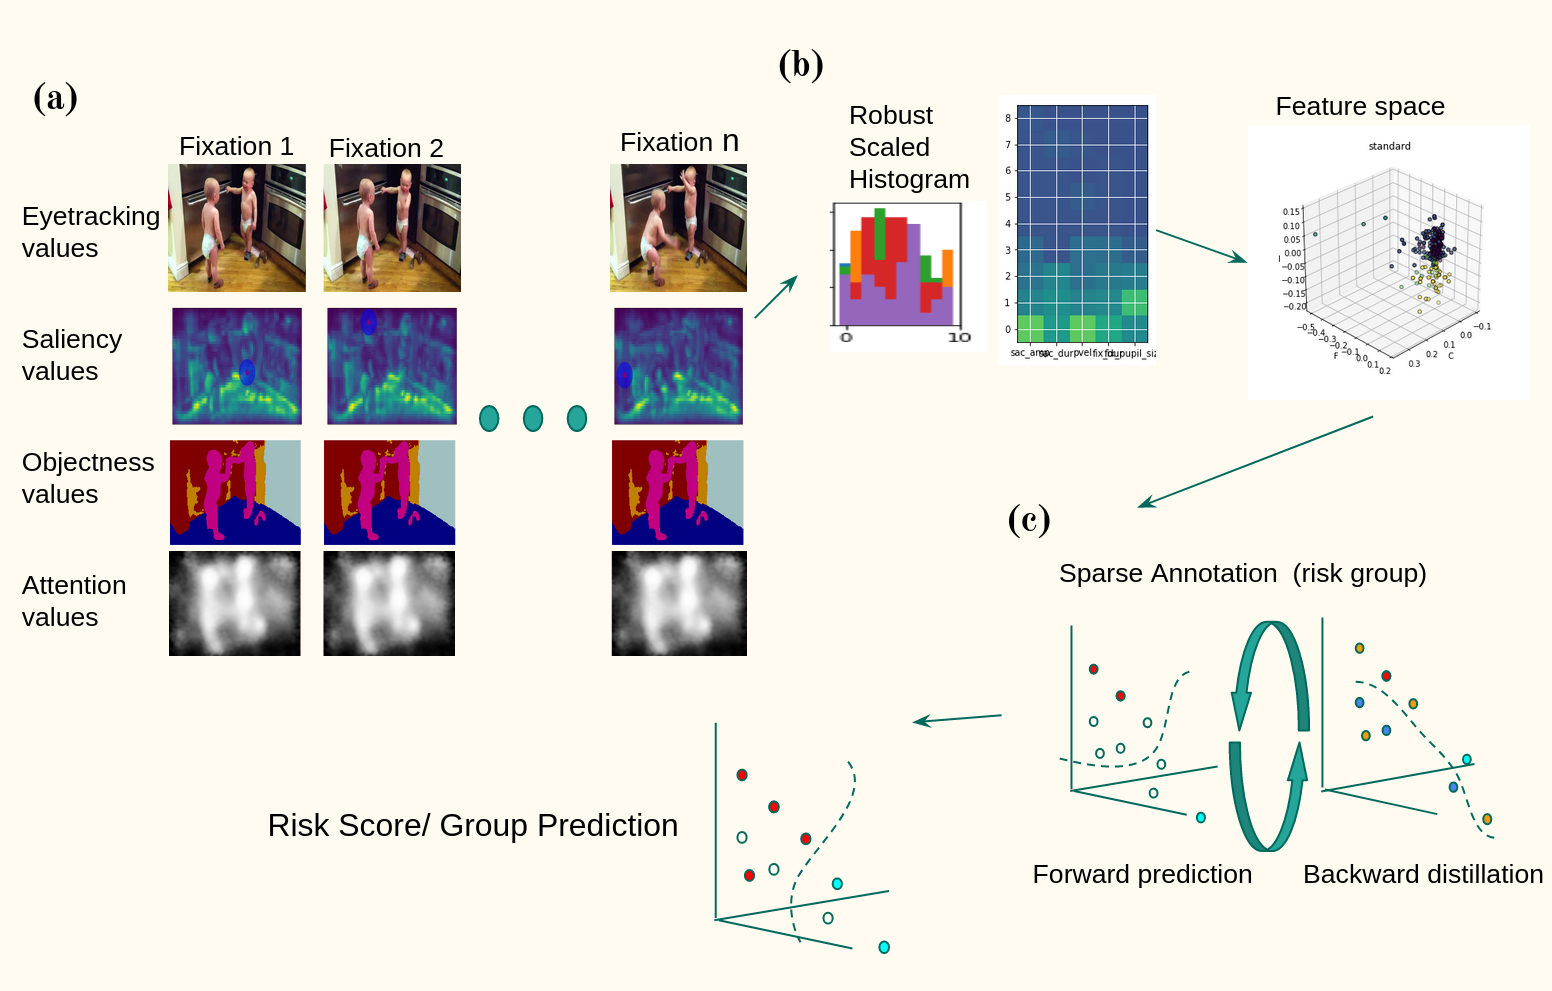 (a)
Fixation 1
Fixation 2
Fixation n
Eyetracking
values
Saliency
values
Objectness
values
Attention
values
(b)
Robust
Scaled
Histogram
0
10
8
7
6
5
4
3
2
1
0
sac_amp
sac_dur
pvel
fix_dur
pupil_siz
Feature space
standard
0.15
0.10
0.05
0.00
−0.05
−0.10
−0.15
−0.20
I
−0.5
−0.4
−0.3
−0.2
−0.1
0.0
0.1
0.2
F
−0.1
0.0
0.1
0.2
0.3
C
(c)
Sparse Annotation (risk group)
Forward prediction
Backward distillation
Risk Score/ Group Prediction